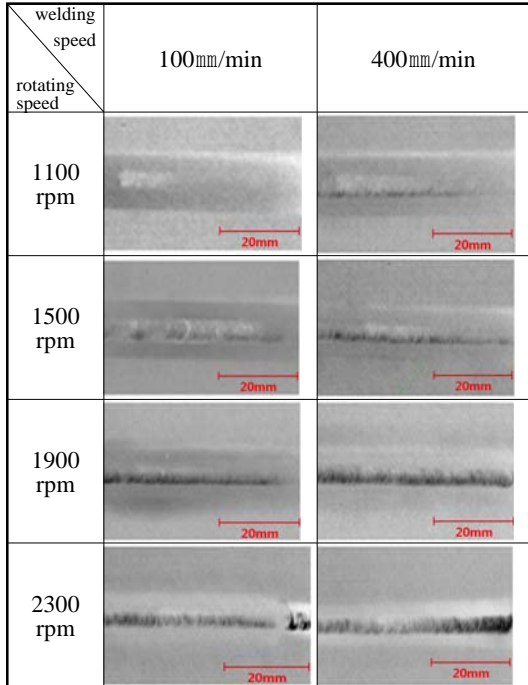 welding
speed
rotating
speed
100㎜/min
400㎜/min
1100
rpm
20mm
20mm
1500
rpm
20mm
20mm
1900
rpm
20mm
20mm
2300
rpm
20mm
20mm